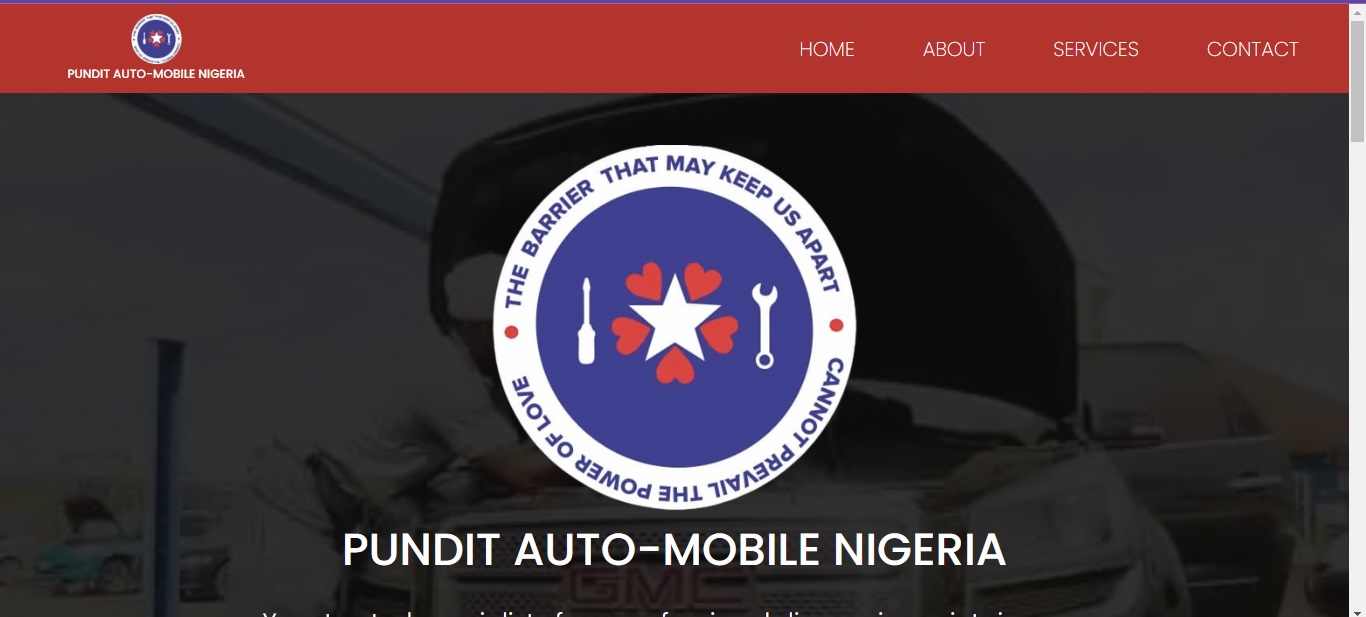 PUNDIT AUTO-MOBILE NIGERIA
HOME
ABOUT
SERVICES
CONTACT
THE BARRIER THAT MAY KEEP US APART
CANNOT PREVAIL THE POWER OF LOVE
PUNDIT AUTO-MOBILE NIGERIA
GMC